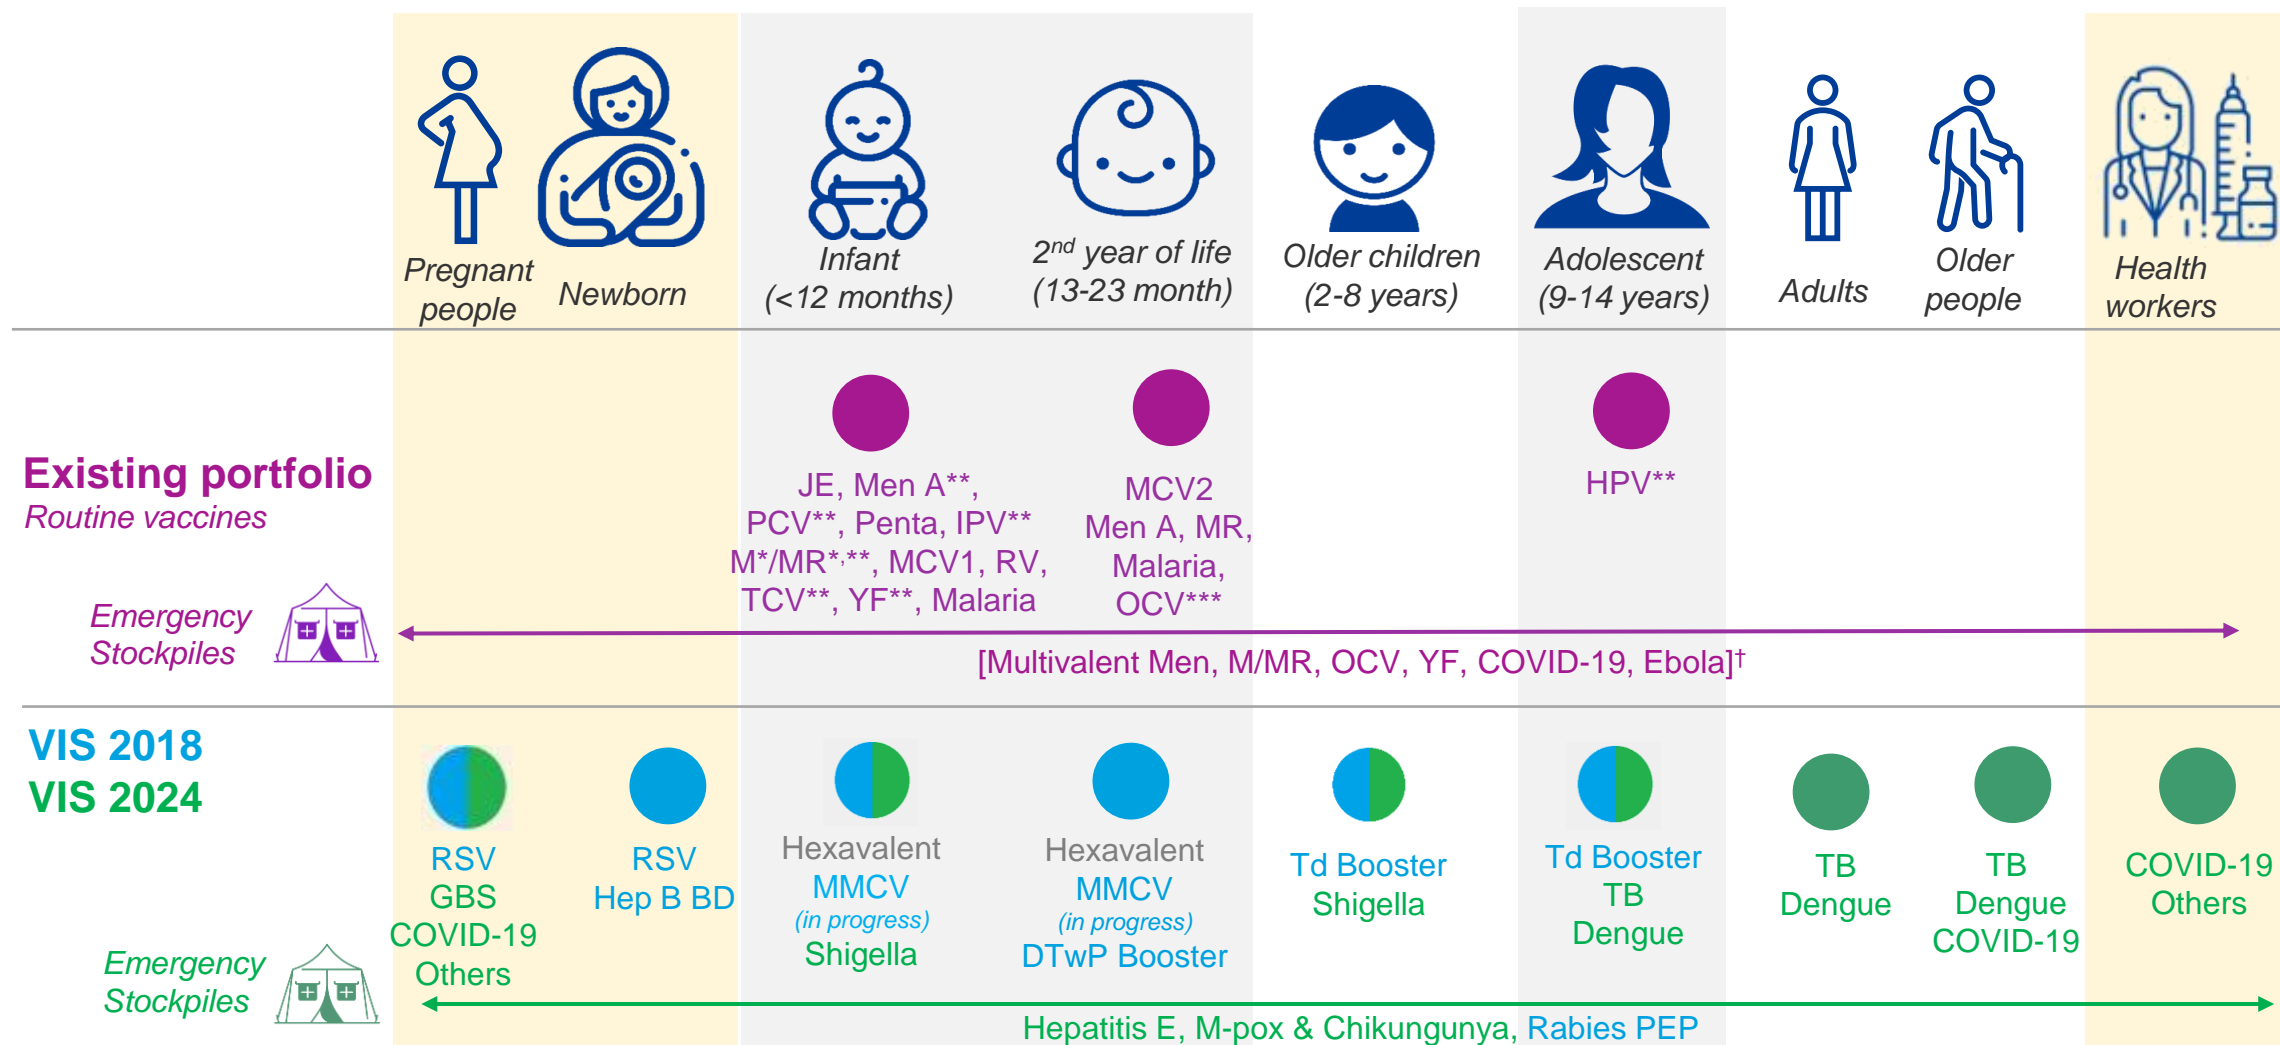 Pregnant
people
Newborn
Infant
(<12 months)
2nd year of life
(13-23 month)
Older children
(2-8 years)
Adolescent
(9-14 years)
Adults
Older
people
Health
workers
Existing portfolio
Routine vaccines
JE, Men A**,
PCV**, Penta, IPV**
M*/MR*,**, MCV1, RV,
TCV**, YF**, Malaria
MCV2
Men A, MR,
Malaria,
OCV***
HPV**
Emergency
Stockpiles
[Multivalent Men, M/MR, OCV, YF, COVID-19, Ebola]†
VIS 2018
VIS 2024
RSV
GBS
COVID-19
Others
RSV
Hep B BD
Hexavalent
MMCV
(in progress)
Shigella
Hexavalent
MMCV
(in progress)
DTwP Booster
Td Booster
Shigella
Td Booster
TB
Dengue
TB
Dengue
TB
Dengue
COVID-19
COVID-19
Others
Emergency
Stockpiles
Hepatitis E, M-pox & Chikungunya, Rabies PEP